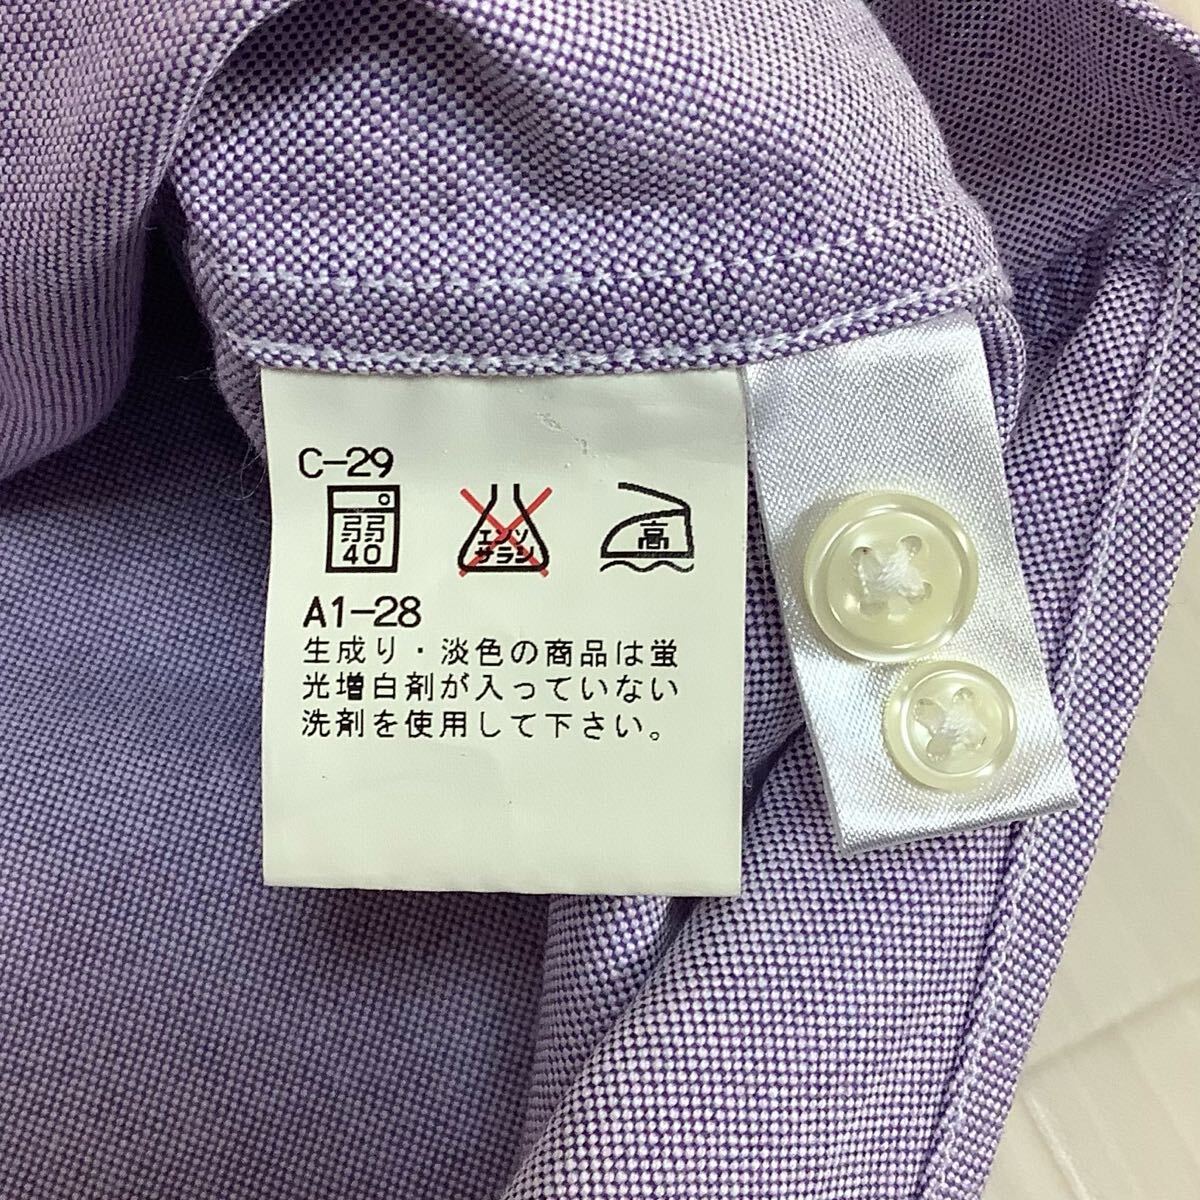 C-29
弱
40
エンソ
サラシ
高
A1-28
生成り・淡色の商品は蛍
光増白剤が入っていない
洗剤を使用して下さい。